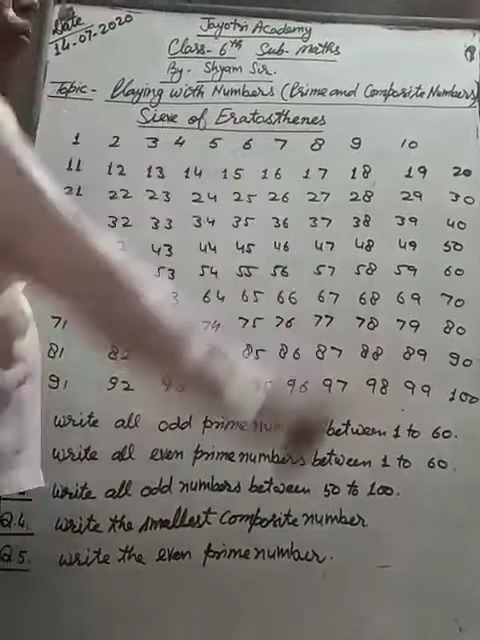 Date
14-07-2020
Jayotri Academy
Class- 6th Sub- Maths
By- Shyam Sir.
Topic - Playing with Numbers (Prime and Composite Numbers)
Sieve of Eratosthenes
1 2 3 4 5 6 7 8 9 10
11 12 13 14 15 16 17 18 19 20
21 22 23 24 25 26 27 28 29 30
32 33 34 35 36 37 38 39 40
43 44 45 46 47 48 49 50
53 54 55 56 57 58 59 60
3 64 65 66 67 68 69 70
71 74 75 76 77 78 79 80
81 82 85 86 87 88 89 90
91 92 96 97 98 99 100
write all odd prime between 1 to 60.
write all even prime numbers between 1 to 60.
write all odd numbers between 50 to 100.
Q.4. write the smallest composite number.
Q5. write the even prime number.